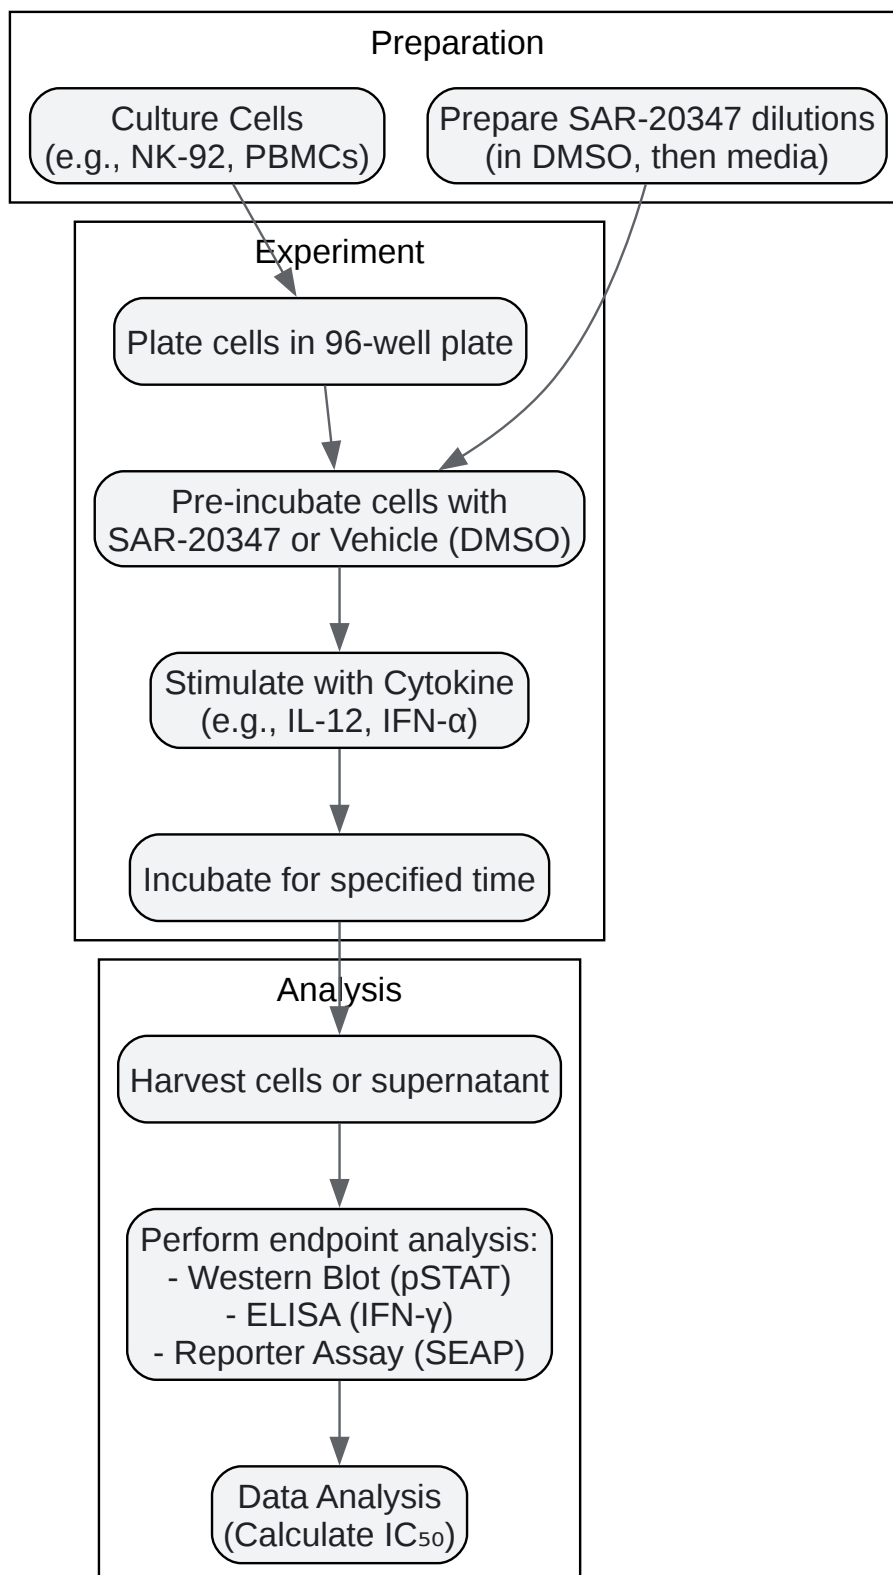 Preparation
Culture Cells
(e.g., NK-92, PBMCs)
Prepare SAR-20347 dilutions
(in DMSO, then media)
Experiment
Plate cells in 96-well plate
Pre-incubate cells with
SAR-20347 or Vehicle (DMSO)
Stimulate with Cytokine
(e.g., IL-12, IFN-α)
Incubate for specified time
Analysis
Harvest cells or supernatant
Perform endpoint analysis:
- Western Blot (pSTAT)
- ELISA (IFN-γ)
- Reporter Assay (SEAP)
Data Analysis
(Calculate IC₅₀)